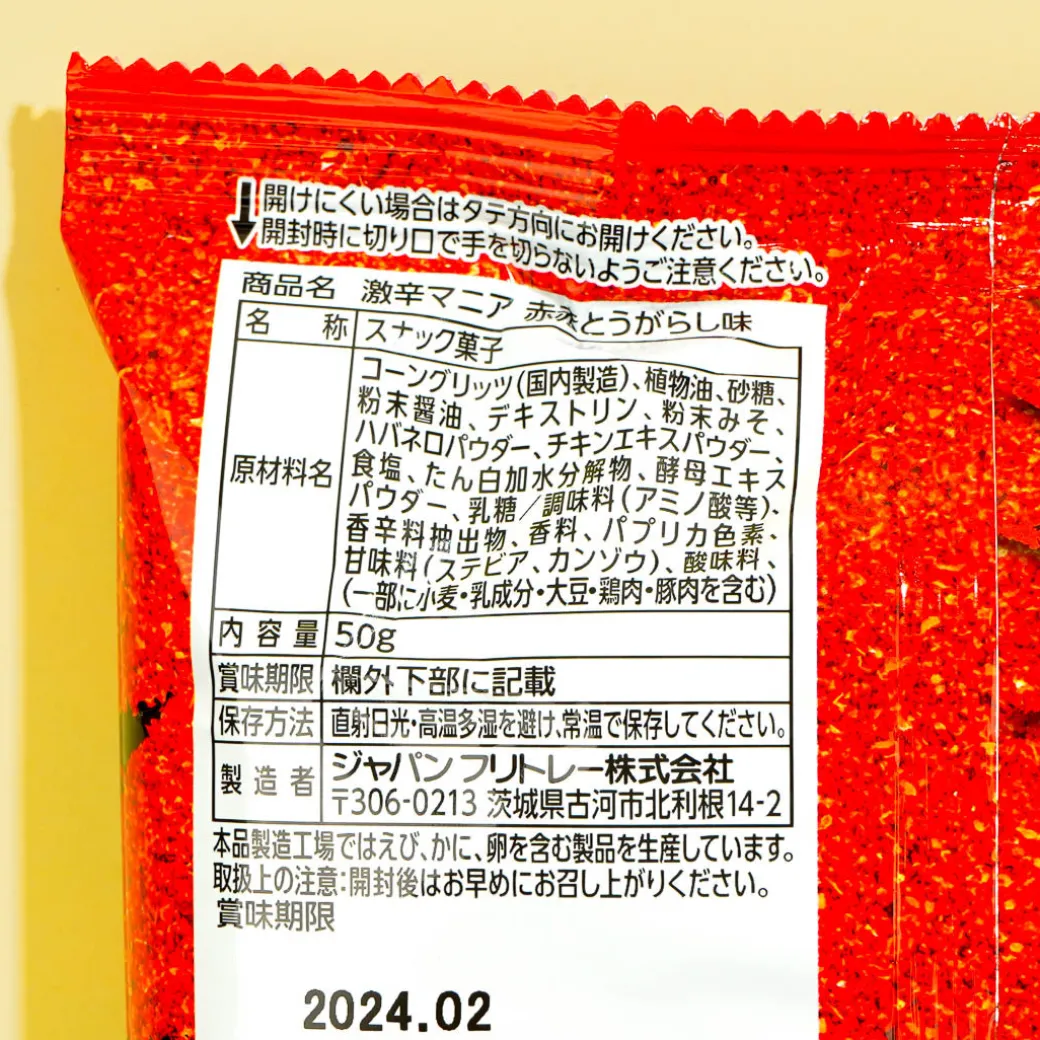 開けにくい場合はタテ方向にお開けください。
開封時に切り口で手を切らないようご注意ください。
商品名 激辛マニア 赤森とうがらし味
名称 スナック菓子
原材料名
コーングリッツ(国内製造)、植物油、砂糖、
粉末醤油、デキストリン、粉末みそ、
ハバネロパウダー、チキンエキスパウダー、
食塩、たん白加水分解物、酵母エキス
パウダー、乳糖/調味料(アミノ酸等)、
香辛料抽出物、香料、パプリカ色素、
甘味料(ステビア、カンゾウ)、酸味料、
(一部に小麦・乳成分・大豆・鶏肉・豚肉を含む)
内容量 50g
賞味期限 欄外下部に記載
保存方法 直射日光・高温多湿を避け、常温で保存してください。
製造者
ジャパンフリトレー株式会社
〒306-0213 茨城県古河市北利根14-2
本品製造工場ではえび、かに、卵を含む製品を生産しています。
取扱上の注意:開封後はお早めにお召し上がりください。
賞味期限
2024.02